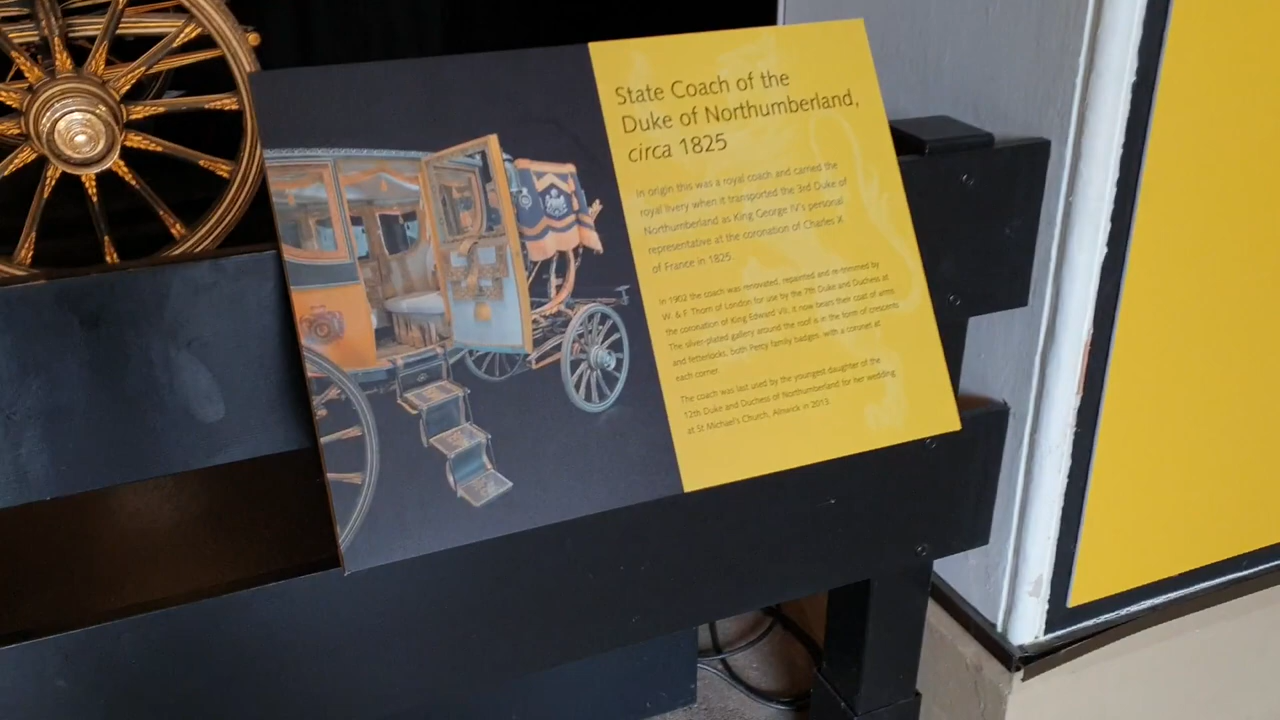 State Coach of the
Duke of Northumberland,
circa 1825
In origin this was a royal coach and carried the
royal livery when it transported the 3rd Duke of
Northumberland as King George IV's personal
representative at the coronation of Charles X
of France in 1825.
In 1902 the coach was renovated, repainted and re-trimmed by
W. & F. Thorn of London for use by the 7th Duke and Duchess at
the coronation of King Edward VII, it now bears their coat of arms.
The silver-plated gallery around the roof is in the form of crescents
and fetterlocks, both Percy family badges, with a coronet at
each corner.
The coach was last used by the youngest daughter of the
12th Duke and Duchess of Northumberland for her wedding
at St Michael's Church, Alnwick in 2013.